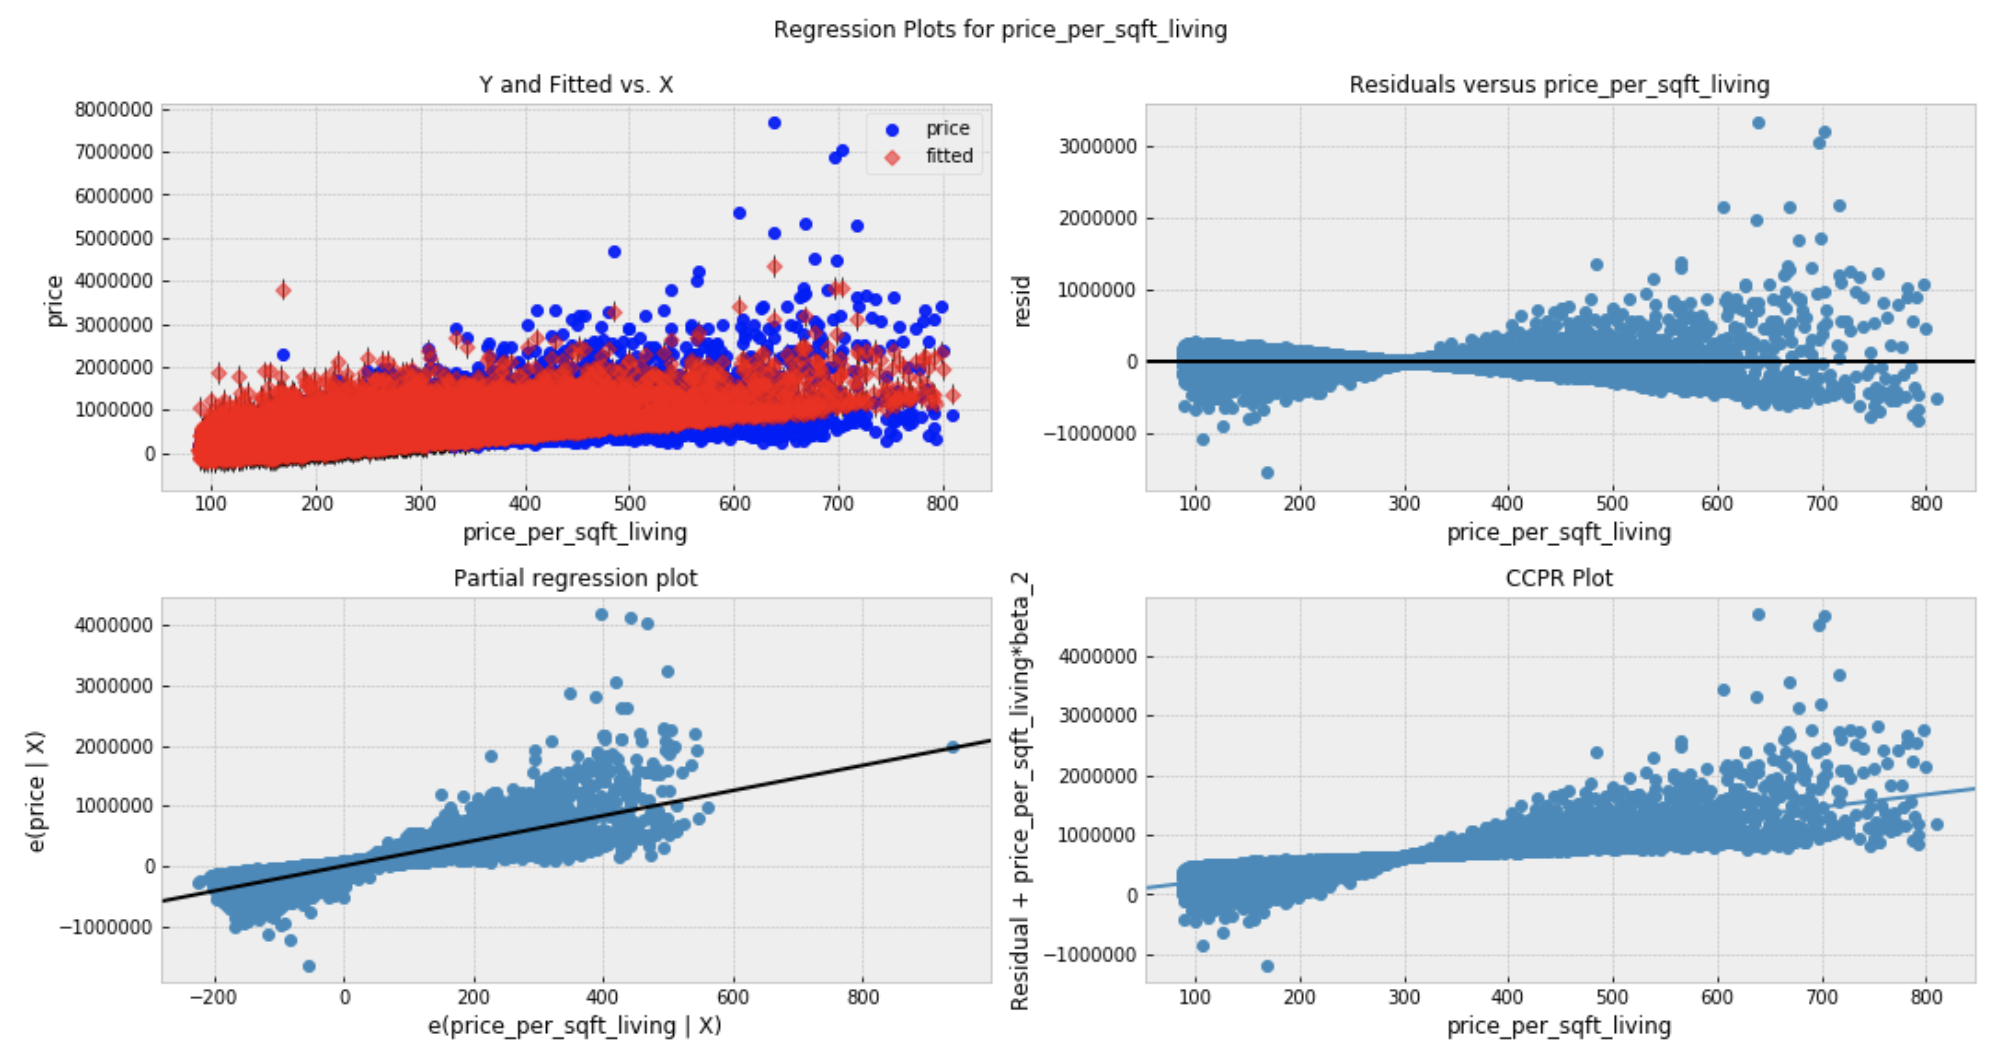 Regression Plots for price_per_sqft_living
Y and Fitted vs. X
8000000
7000000
6000000
5000000
4000000
3000000
2000000
1000000
0
price
price
fitted
100 200 300 400 500 600 700 800
price_per_sqft_living
Residuals versus price_per_sqft_living
3000000
2000000
1000000
0
−1000000
resid
100 200 300 400 500 600 700 800
price_per_sqft_living
Partial regression plot
4000000
3000000
2000000
1000000
0
−1000000
e(price | X)
−200 0 200 400 600 800
e(price_per_sqft_living | X)
CCPR Plot
4000000
3000000
2000000
1000000
0
−1000000
Residual + price_per_sqft_living*beta_2
100 200 300 400 500 600 700 800
price_per_sqft_living